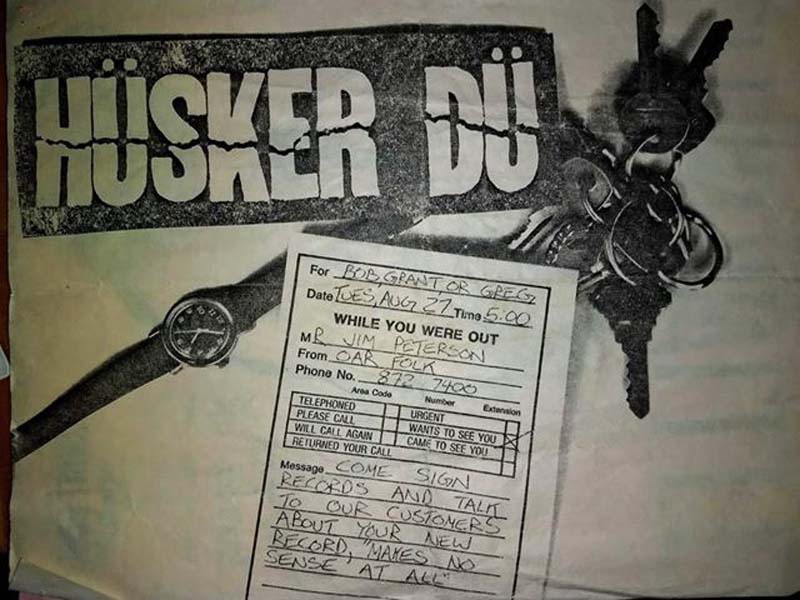 HÜSKER DÜ
For BOB, GRANT OR GREG
Date TUES, AUG 27 Time 5:00
WHILE YOU WERE OUT
MR JIM PETERSON
From OAR FOLK
Phone No. 872 7400
Area Code Number Extension
TELEPHONED URGENT
PLEASE CALL WANTS TO SEE YOU X
WILL CALL AGAIN CAME TO SEE YOU
RETURNED YOUR CALL
Message COME SIGN
RECORDS AND TALK
TO OUR CUSTOMERS
ABOUT YOUR NEW
RECORD, "MAKES NO
SENSE AT ALL"